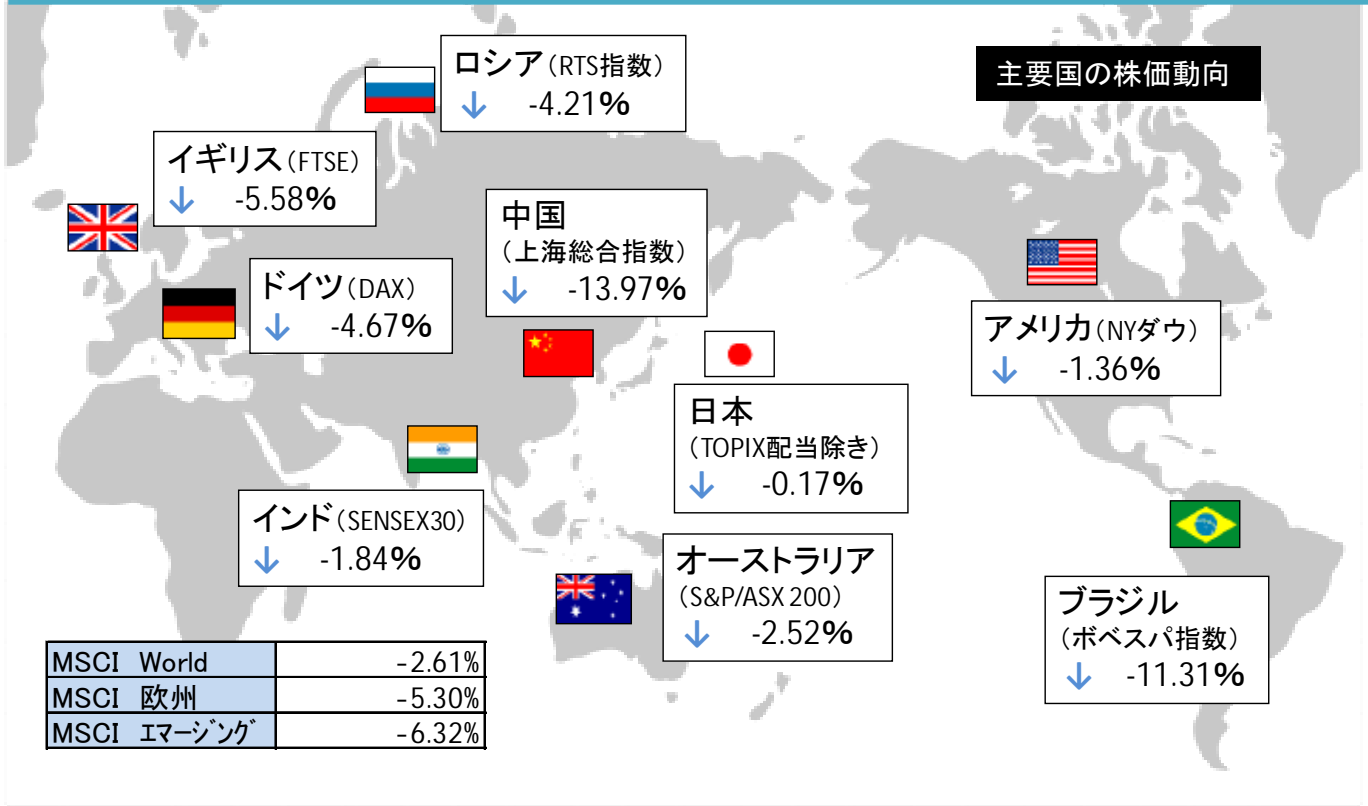 主要国の株価動向
ロシア(RTS指数)
↓ -4.21%
イギリス(FTSE)
↓ -5.58%
中国
(上海総合指数)
↓ -13.97%
ドイツ(DAX)
↓ -4.67%
アメリカ(NYダウ)
↓ -1.36%
日本
(TOPIX配当除き)
↓ -0.17%
インド(SENSEX30)
↓ -1.84%
オーストラリア
(S&P/ASX 200)
↓ -2.52%
ブラジル
(ボベスパ指数)
↓ -11.31%
MSCI World -2.61%
MSCI 欧州 -5.30%
MSCI エマージング -6.32%